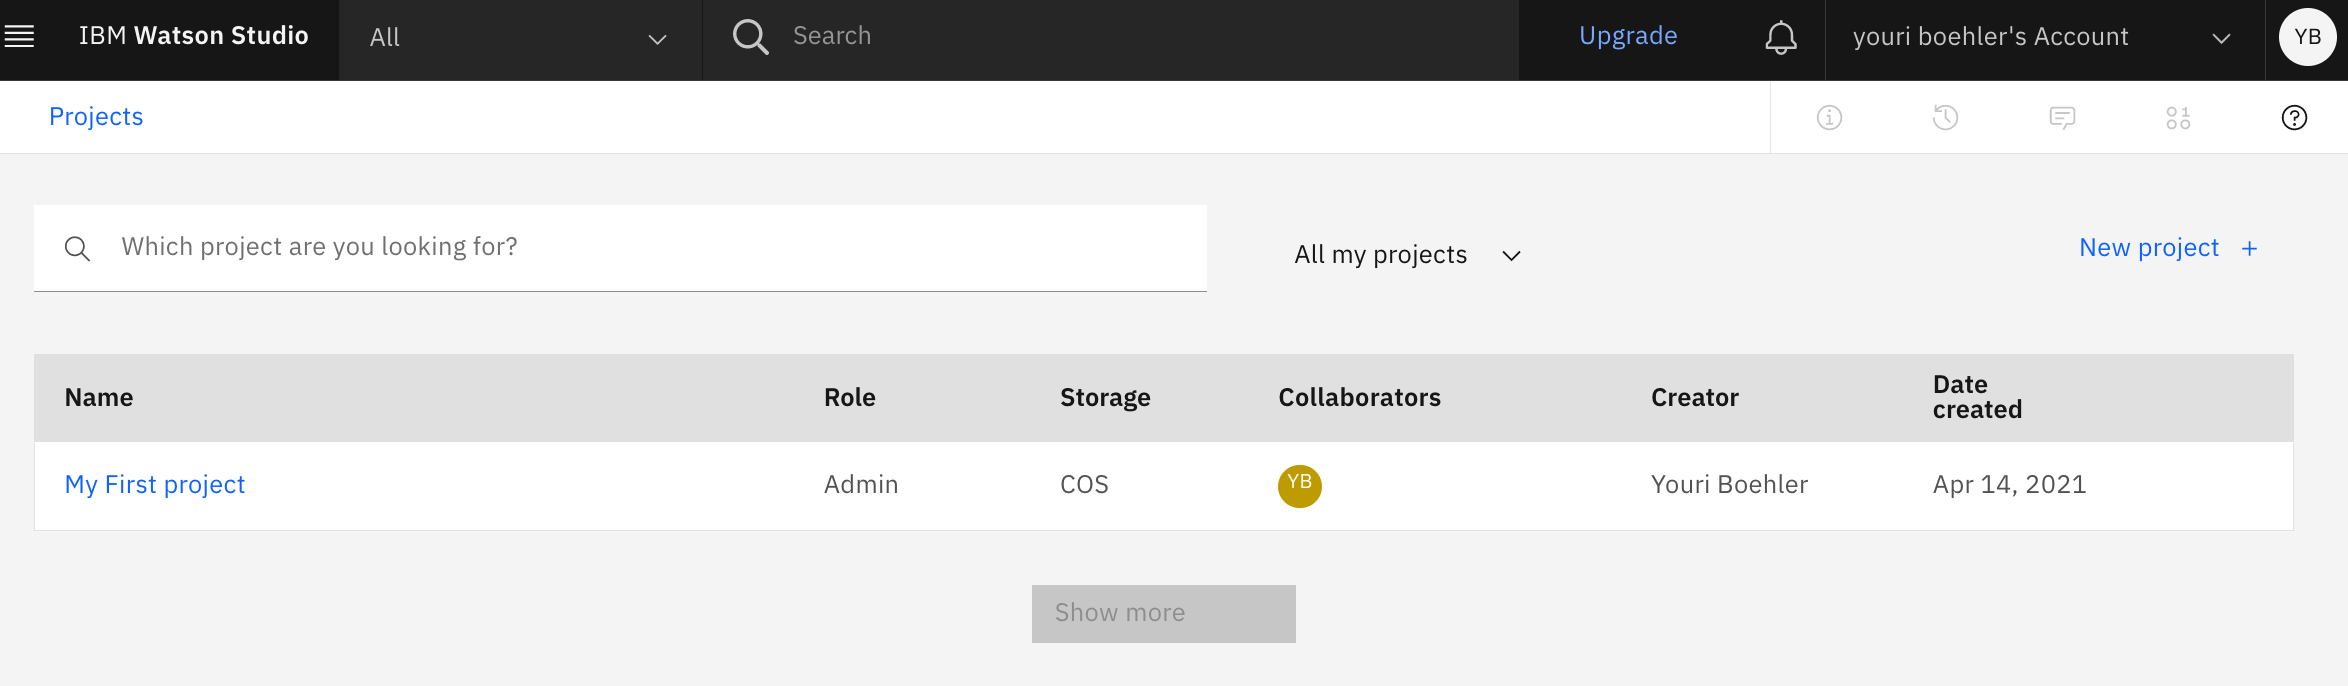 IBM Watson Studio
All
Search
Upgrade
youri boehler's Account
YB
Projects
Which project are you looking for?
All my projects
New project +
Name Role Storage Collaborators Creator Date created
My First project Admin COS YB Youri Boehler Apr 14, 2021
Show more